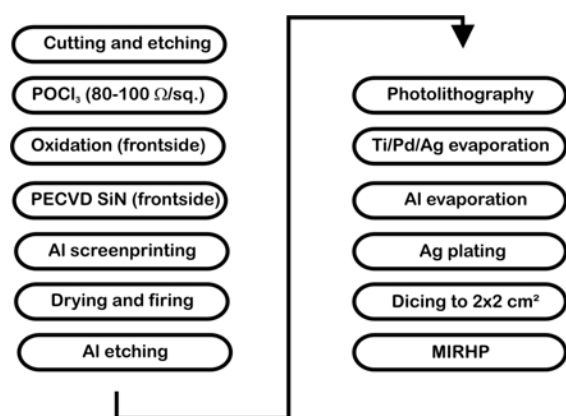 Cutting and etching
POCl₃ (80-100 Ω/sq.)
Oxidation (frontside)
PECVD SiN (frontside)
Al screenprinting
Drying and firing
Al etching
Photolithography
Ti/Pd/Ag evaporation
Al evaporation
Ag plating
Dicing to 2x2 cm²
MIRHP